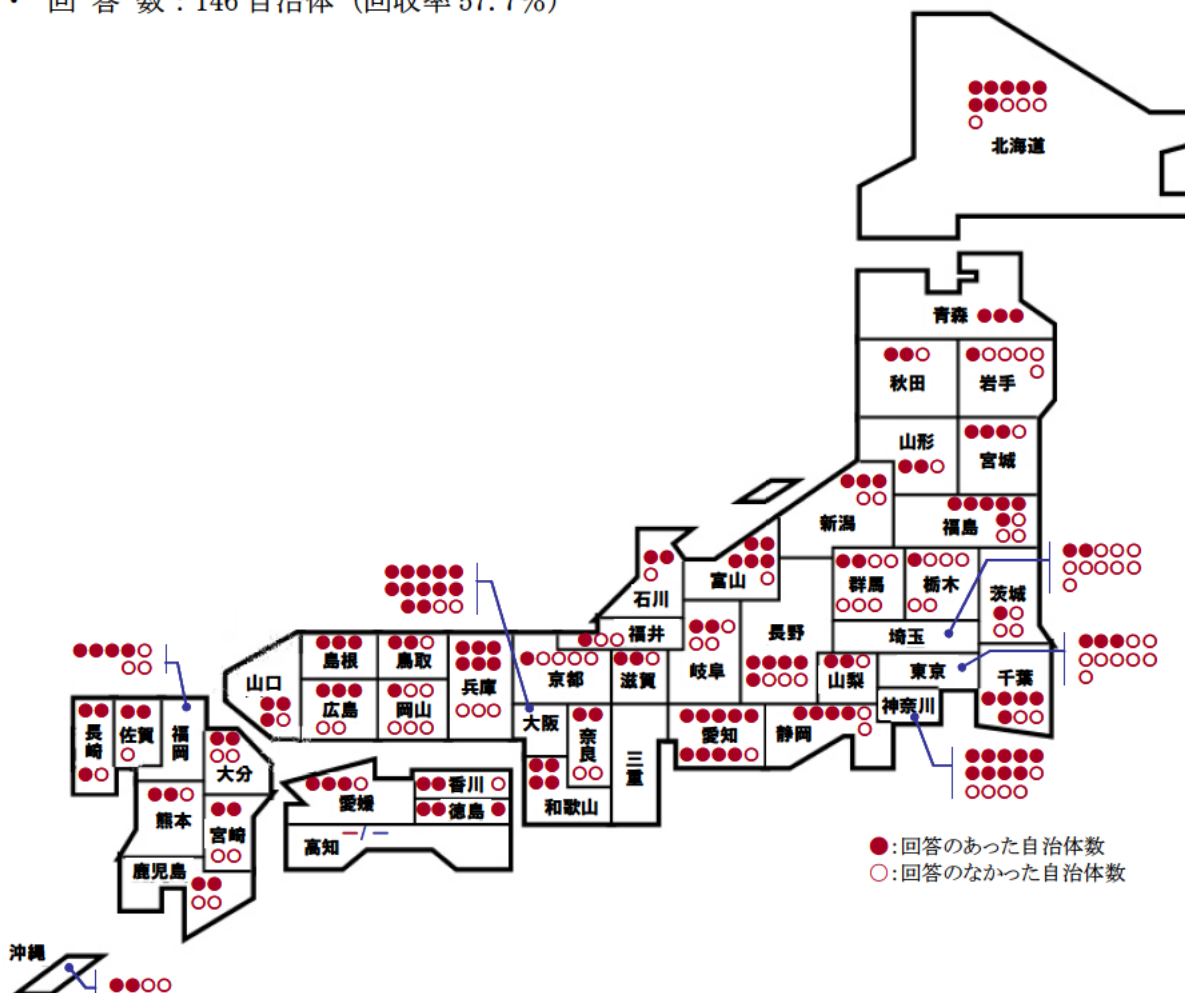 ・ 回 答 数 : 146 自治体 (回収率 57.7%)
北海道
青森
秋田
岩手
山形
宮城
新潟
福島
富山
石川
群馬
栃木
茨城
福井
長野
埼玉
島根
鳥取
兵庫
京都
滋賀
岐阜
山梨
東京
千葉
山口
広島
岡山
大阪
奈良
三重
愛知
静岡
神奈川
長崎
佐賀
福岡
大分
愛媛
香川
和歌山
徳島
熊本
宮崎
高知
－/－
鹿児島
●:回答のあった自治体数
○:回答のなかった自治体数
沖縄